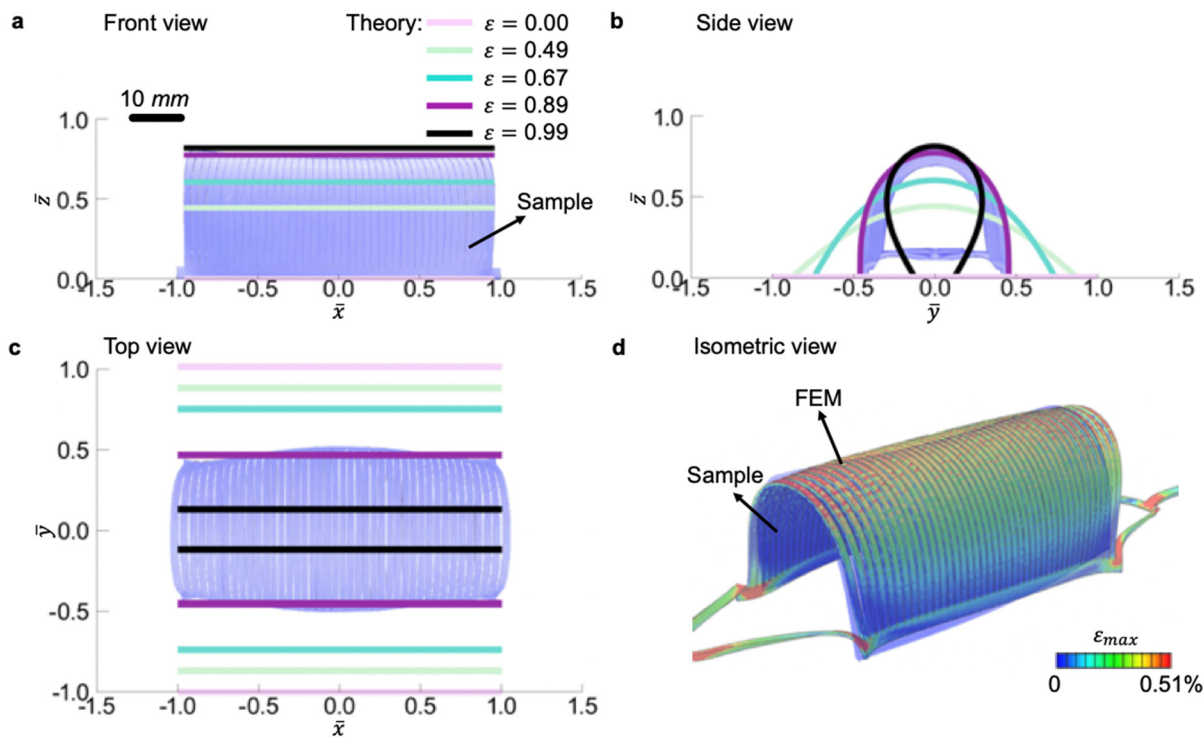 a Front view Theory: ε = 0.00 b Side view
ε = 0.49
ε = 0.67
10 mm ε = 0.89
1.0 ε = 0.99 1.0
z̄ 0.5 Sample z̄ 0.5
0.0 0.0
-1.5 -1.0 -0.5 0.0 0.5 1.0 1.5 -1.5 -1.0 -0.5 0.0 0.5 1.0 1.5
x̄ ȳ
c Top view d Isometric view
1.0
FEM
0.5
Sample
ȳ 0.0
-0.5
ε_max
-1.0 0 0.51%
-1.5 -1.0 -0.5 0.0 0.5 1.0 1.5
x̄